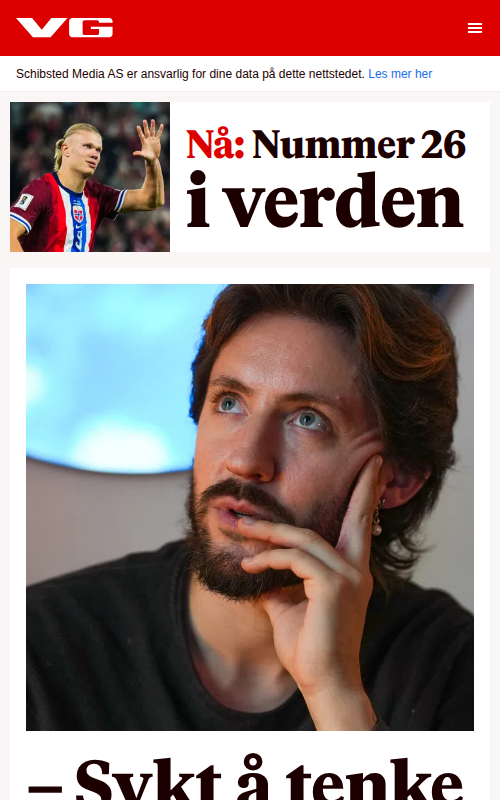 VG
Schibsted Media AS er ansvarlig for dine data på dette nettstedet. Les mer her
Nå: Nummer 26
i verden
– Sykt å tenke